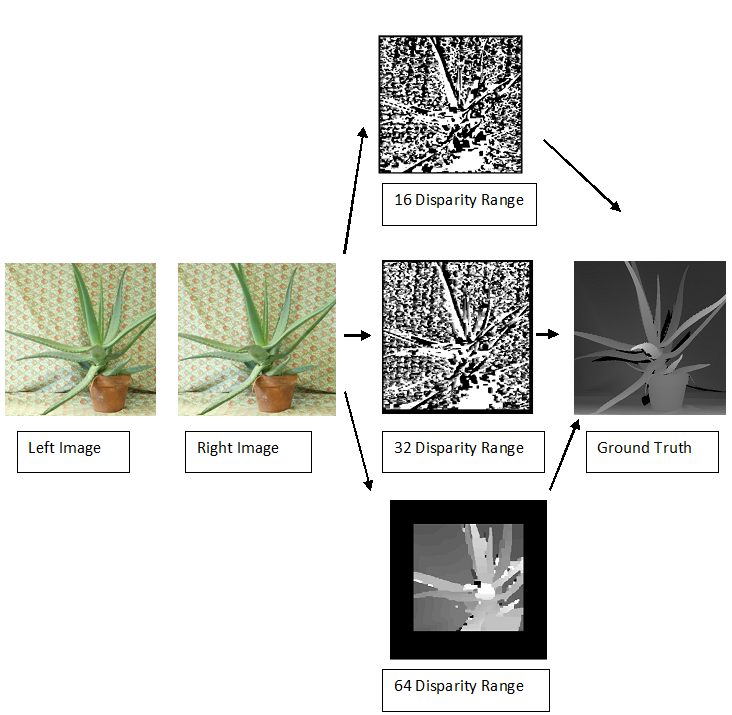 16 Disparity Range
Left Image
Right Image
32 Disparity Range
Ground Truth
64 Disparity Range